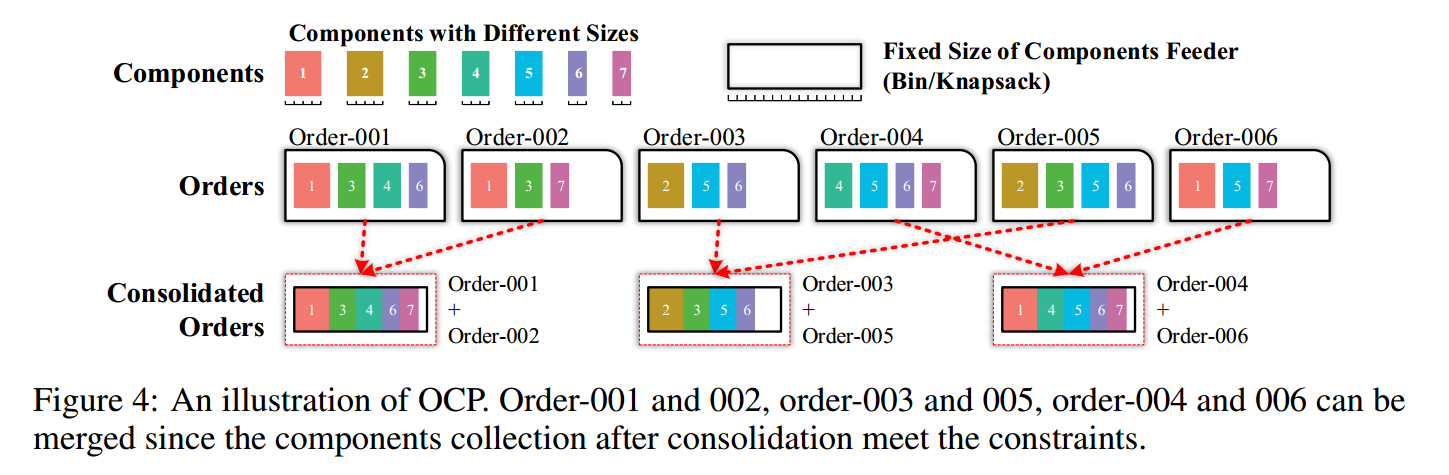 Components with Different Sizes
Components
1 2 3 4 5 6 7
Fixed Size of Components Feeder
(Bin/Knapsack)
Order-001 Order-002 Order-003 Order-004 Order-005 Order-006
Orders
1 3 4 6 1 3 7 2 5 6 4 5 6 7 2 3 5 6 1 5 7
Consolidated
Orders
1 3 4 6 7
Order-001
+
Order-002
2 3 5 6
Order-003
+
Order-005
1 4 5 6 7
Order-004
+
Order-006
Figure 4: An illustration of OCP. Order-001 and 002, order-003 and 005, order-004 and 006 can be
merged since the components collection after consolidation meet the constraints.